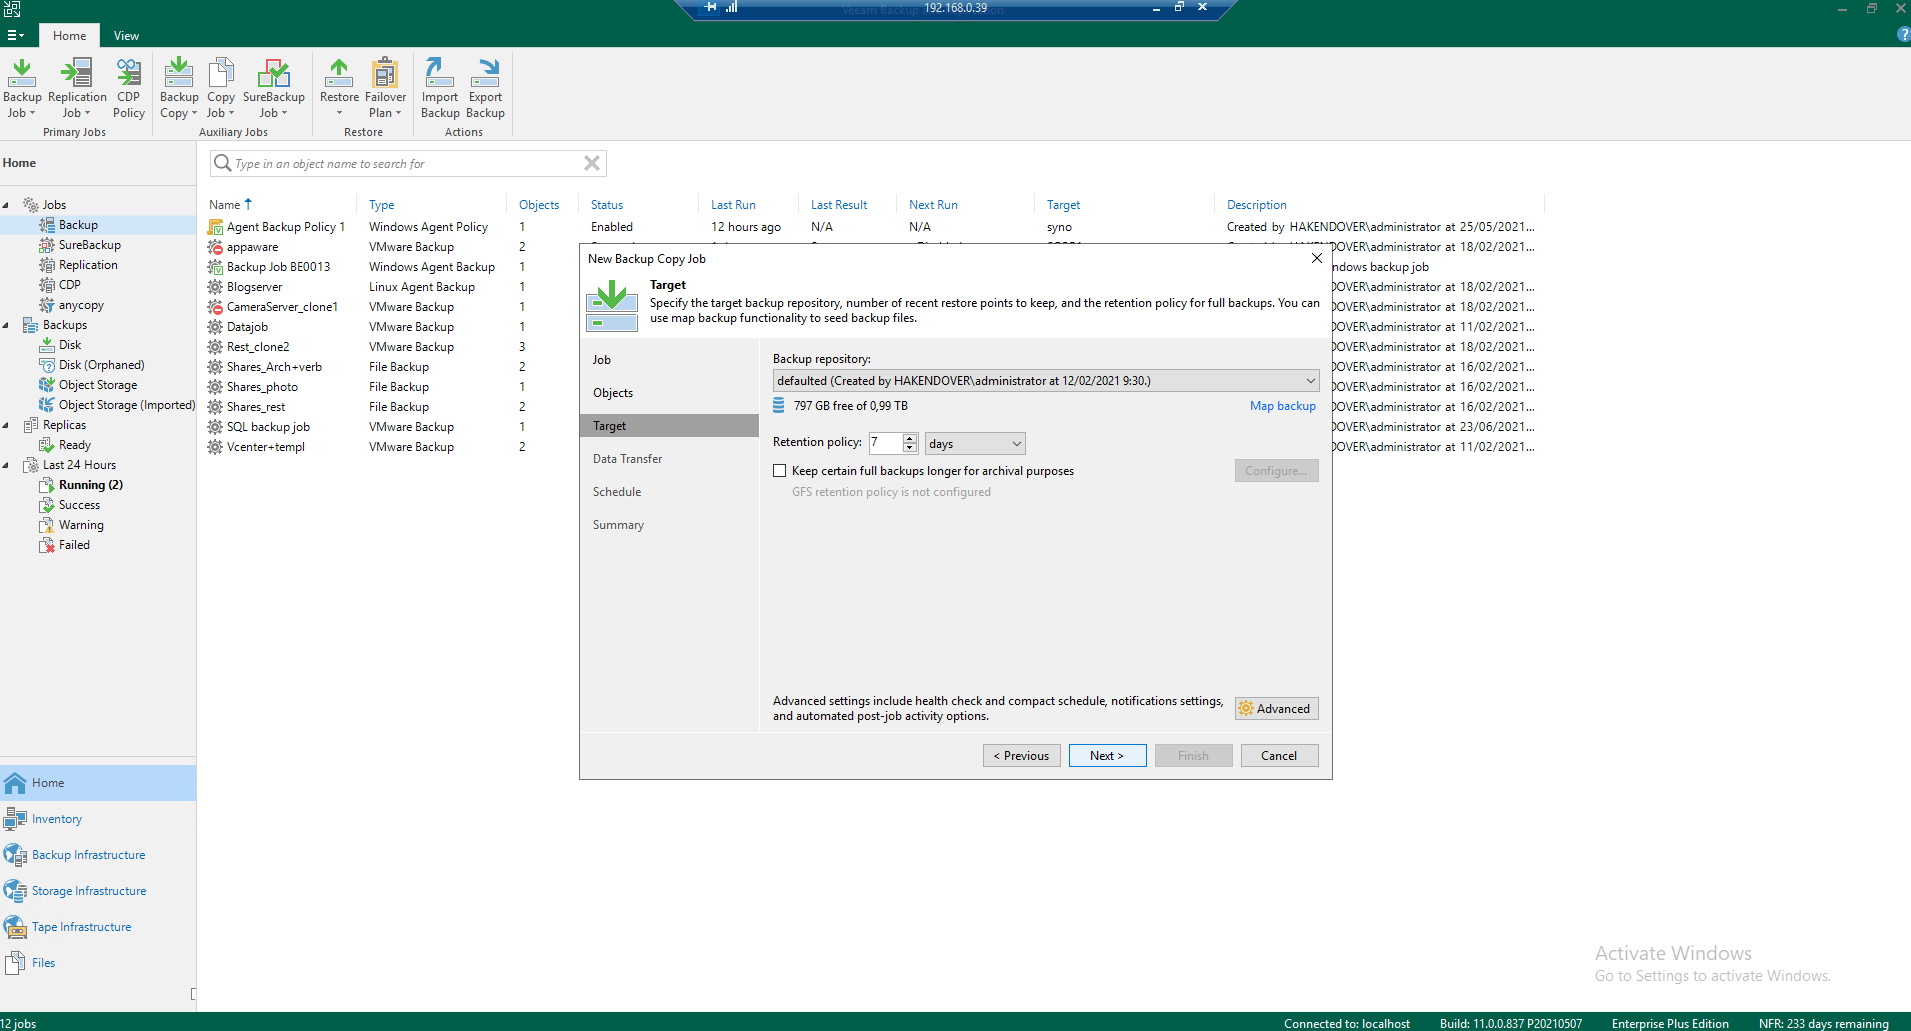 192.168.0.39
Home View
Backup Job Replication Job CDP Policy Backup Copy Copy Job SureBackup Job Restore Failover Plan Import Backup Export Backup
Primary Jobs Auxiliary Jobs Restore Actions
Home
Type in an object name to search for
Jobs
Backup
SureBackup
Replication
CDP
anycopy
Backups
Disk
Disk (Orphaned)
Object Storage
Object Storage (Imported)
Replicas
Ready
Last 24 Hours
Running (2)
Success
Warning
Failed
Home
Inventory
Backup Infrastructure
Storage Infrastructure
Tape Infrastructure
Files
Name Type Objects Status Last Run Last Result Next Run Target Description
Agent Backup Policy 1 Windows Agent Policy 1 Enabled 12 hours ago N/A N/A syno Created by HAKENDOVER\administrator at 25/05/2021...
appaware VMware Backup 2 OVER\administrator at 18/02/2021...
Backup Job BE0013 Windows Agent Backup 1 ndows backup job
Blogserver Linux Agent Backup 1 OVER\administrator at 18/02/2021...
CameraServer_clone1 VMware Backup 1 OVER\administrator at 18/02/2021...
Datajob VMware Backup 1 OVER\administrator at 11/02/2021...
Rest_clone2 VMware Backup 3 OVER\administrator at 18/02/2021...
Shares_Arch+verb File Backup 2 OVER\administrator at 16/02/2021...
Shares_photo File Backup 1 OVER\administrator at 16/02/2021...
Shares_rest File Backup 2 OVER\administrator at 16/02/2021...
SQL backup job VMware Backup 1 OVER\administrator at 23/06/2021...
Vcenter+templ VMware Backup 2 OVER\administrator at 11/02/2021...
New Backup Copy Job
Target
Specify the target backup repository, number of recent restore points to keep, and the retention policy for full backups. You can
use map backup functionality to seed backup files.
Job
Objects
Target
Data Transfer
Schedule
Summary
Backup repository:
defaulted (Created by HAKENDOVER\administrator at 12/02/2021 9:30.)
797 GB free of 0,99 TB Map backup
Retention policy: 7 days
Keep certain full backups longer for archival purposes Configure...
GFS retention policy is not configured
Advanced settings include health check and compact schedule, notifications settings,
and automated post-job activity options.
Advanced
< Previous Next > Finish Cancel
Activate Windows
Go to Settings to activate Windows.
12 jobs Connected to: localhost Build: 11.0.0.837 P20210507 Enterprise Plus Edition NFR: 233 days remaining